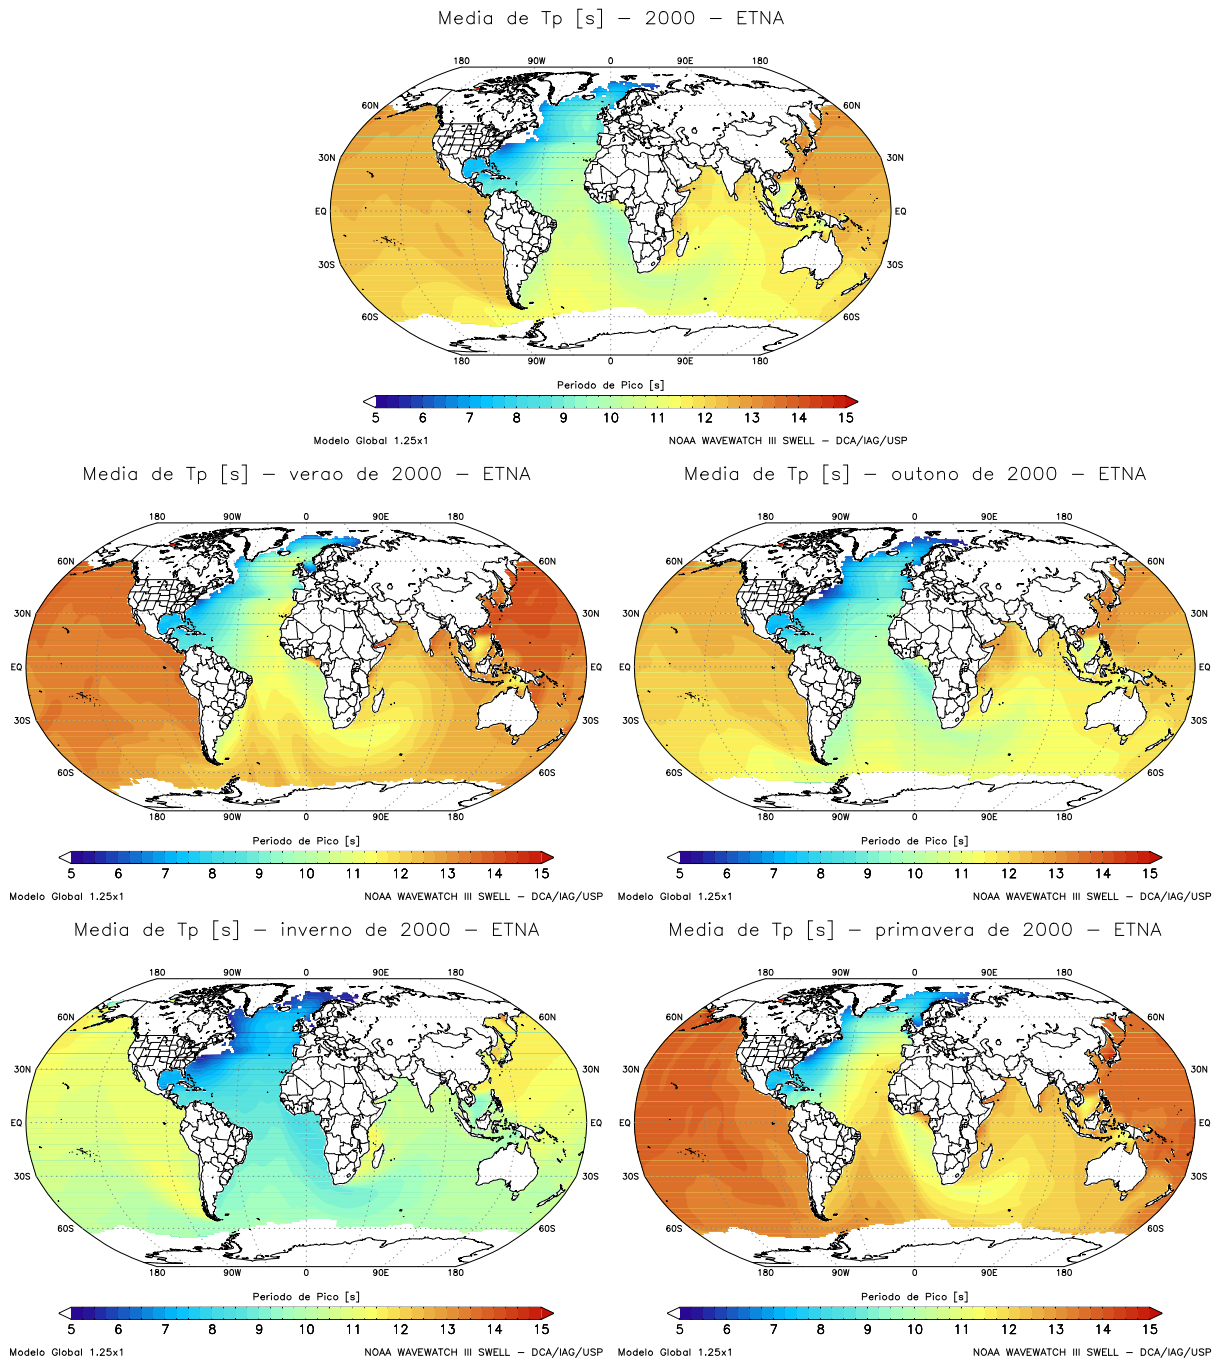 Media de Tp [s] – 2000 – ETNA
180 90W 0 90E 180
60N 60N
30N 30N
EQ EQ
30S 30S
60S 60S
180 90W 0 90E 180
Periodo de Pico [s]
5 6 7 8 9 10 11 12 13 14 15
Modelo Global 1.25x1 NOAA WAVEWATCH III SWELL – DCA/IAG/USP
Media de Tp [s] – verao de 2000 – ETNA
180 90W 0 90E 180
60N 60N
30N 30N
EQ EQ
30S 30S
60S 60S
180 90W 0 90E 180
Periodo de Pico [s]
5 6 7 8 9 10 11 12 13 14 15
Modelo Global 1.25x1 NOAA WAVEWATCH III SWELL – DCA/IAG/USP
Media de Tp [s] – outono de 2000 – ETNA
180 90W 0 90E 180
60N 60N
30N 30N
EQ EQ
30S 30S
60S 60S
180 90W 0 90E 180
Periodo de Pico [s]
5 6 7 8 9 10 11 12 13 14 15
Modelo Global 1.25x1 NOAA WAVEWATCH III SWELL – DCA/IAG/USP
Media de Tp [s] – inverno de 2000 – ETNA
180 90W 0 90E 180
60N 60N
30N 30N
EQ EQ
30S 30S
60S 60S
180 90W 0 90E 180
Periodo de Pico [s]
5 6 7 8 9 10 11 12 13 14 15
Modelo Global 1.25x1 NOAA WAVEWATCH III SWELL – DCA/IAG/USP
Media de Tp [s] – primavera de 2000 – ETNA
180 90W 0 90E 180
60N 60N
30N 30N
EQ EQ
30S 30S
60S 60S
180 90W 0 90E 180
Periodo de Pico [s]
5 6 7 8 9 10 11 12 13 14 15
Modelo Global 1.25x1 NOAA WAVEWATCH III SWELL – DCA/IAG/USP